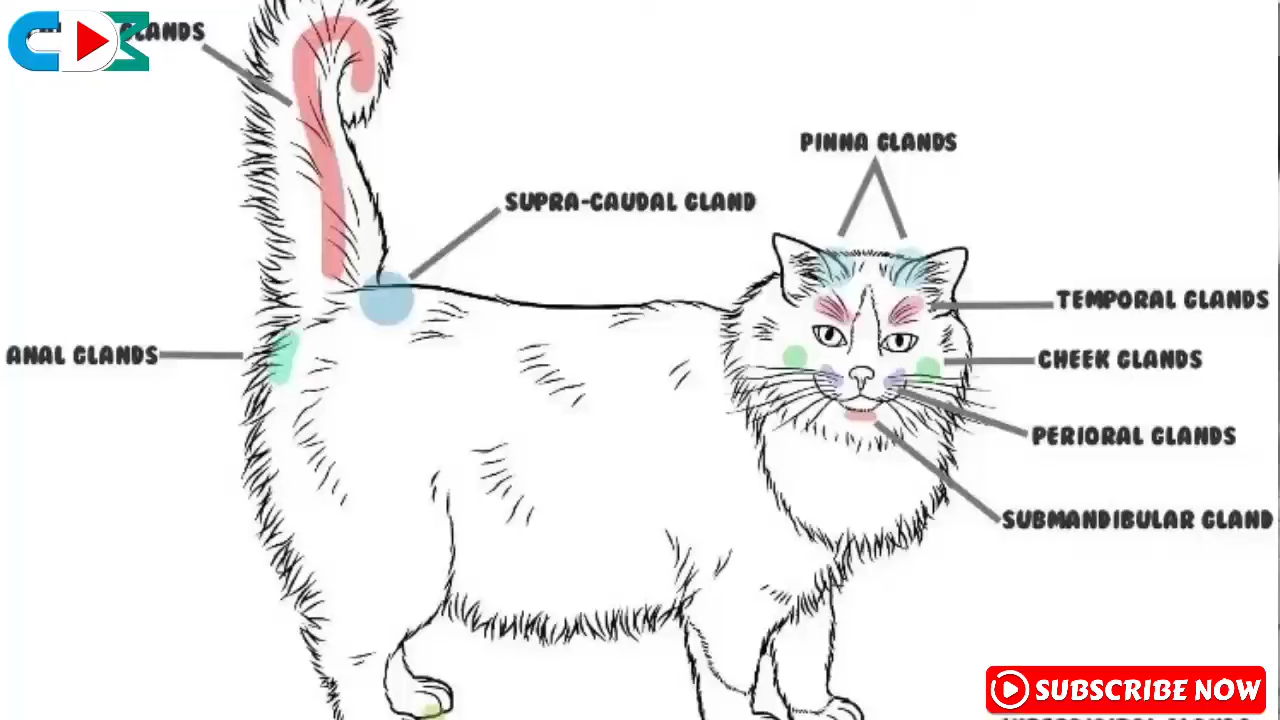 GLANDS
PINNA GLANDS
SUPRA-CAUDAL GLAND
TEMPORAL GLANDS
ANAL GLANDS
CHEEK GLANDS
PERIORAL GLANDS
SUBMANDIBULAR GLAND
SUBSCRIBE NOW